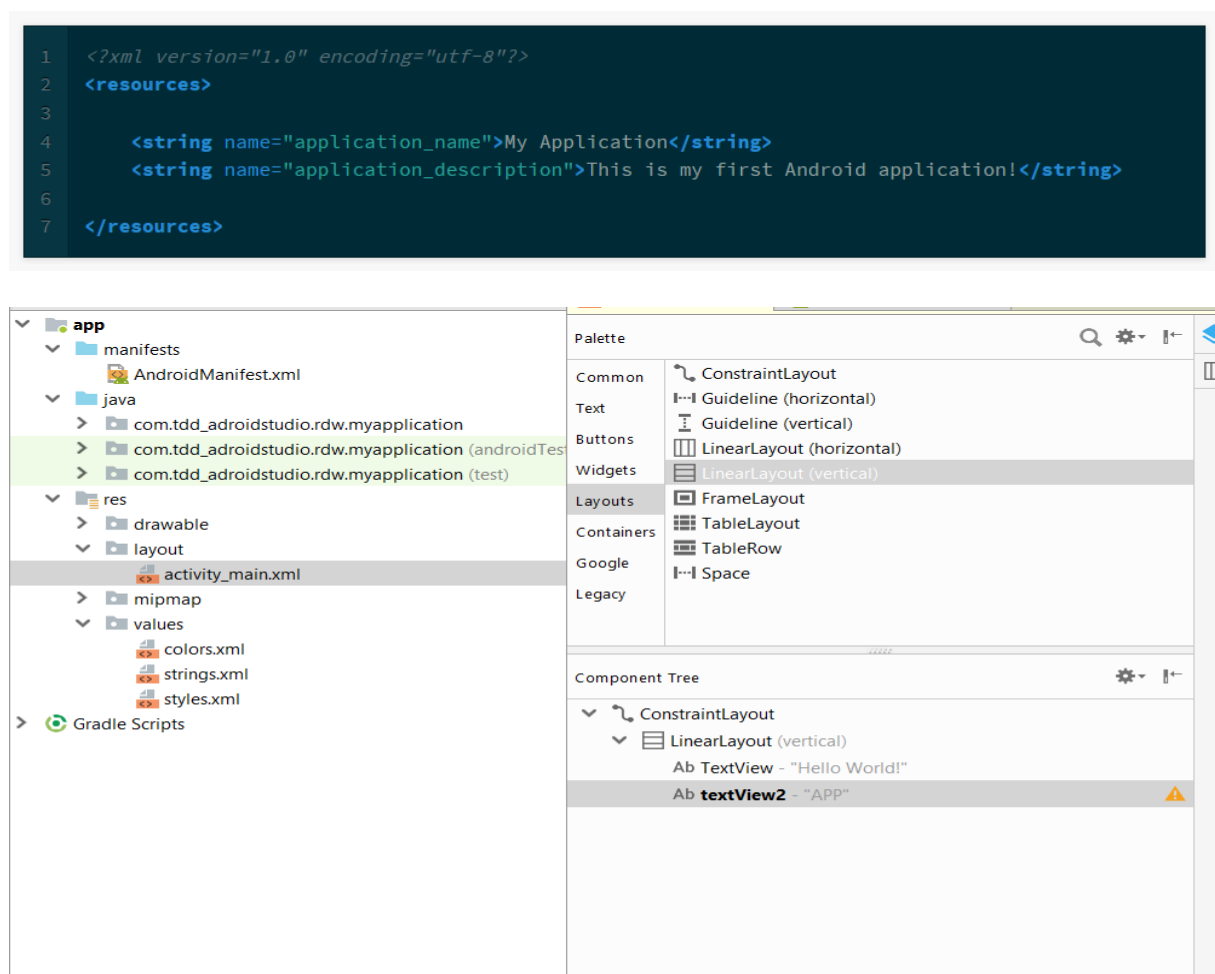 1 <?xml version="1.0" encoding="utf-8"?>
2 <resources>
3
4 <string name="application_name">My Application</string>
5 <string name="application_description">This is my first Android application!</string>
6
7 </resources>
app
manifests
AndroidManifest.xml
java
com.tdd_adroidstudio.rdw.myapplication
com.tdd_adroidstudio.rdw.myapplication (androidTes
com.tdd_adroidstudio.rdw.myapplication (test)
res
drawable
layout
activity_main.xml
mipmap
values
colors.xml
strings.xml
styles.xml
Gradle Scripts
Palette
Common
Text
Buttons
Widgets
Layouts
Containers
Google
Legacy
ConstraintLayout
Guideline (horizontal)
Guideline (vertical)
LinearLayout (horizontal)
LinearLayout (vertical)
FrameLayout
TableLayout
TableRow
Space
Component Tree
ConstraintLayout
LinearLayout (vertical)
Ab TextView - "Hello World!"
Ab textView2 - "APP"